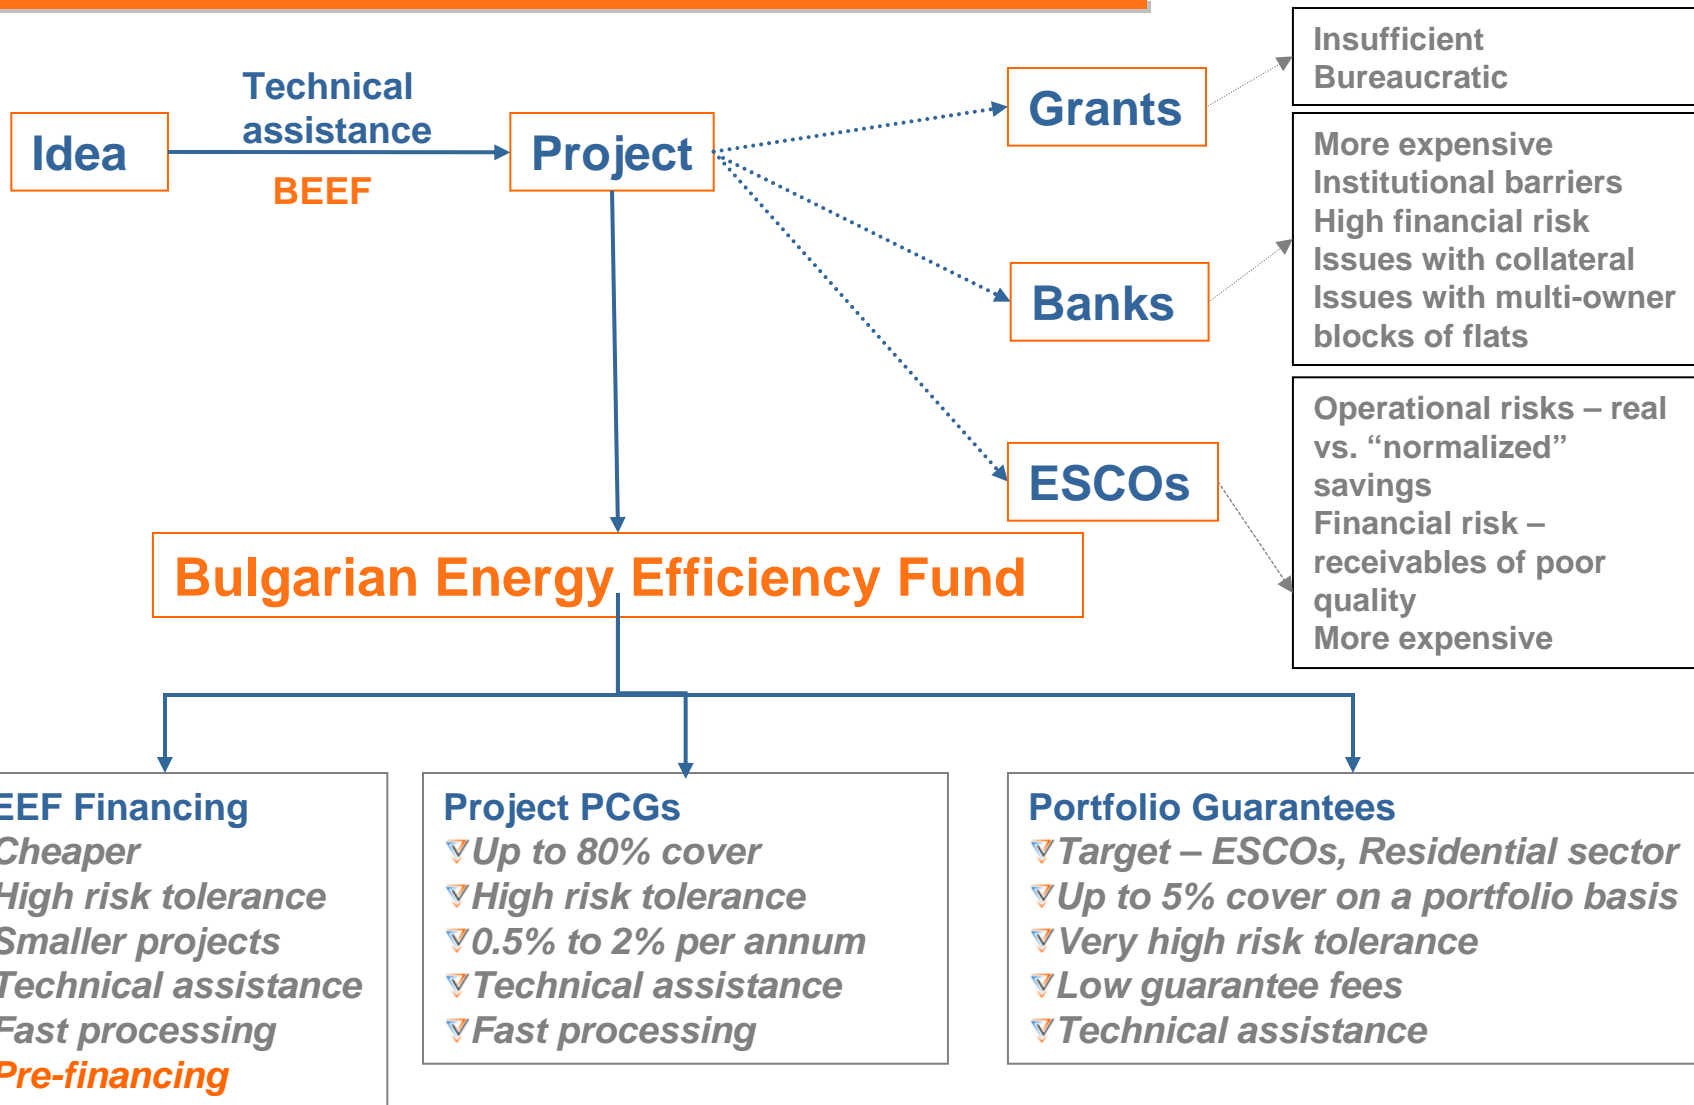 Technical
assistance
Idea
BEEF
Project
Grants
Insufficient
Bureaucratic
Banks
More expensive
Institutional barriers
High financial risk
Issues with collateral
Issues with multi-owner
blocks of flats
ESCOs
Operational risks – real
vs. “normalized”
savings
Financial risk –
receivables of poor
quality
More expensive
Bulgarian Energy Efficiency Fund
EEF Financing
Cheaper
High risk tolerance
Smaller projects
Technical assistance
Fast processing
Pre-financing
Project PCGs
Up to 80% cover
High risk tolerance
0.5% to 2% per annum
Technical assistance
Fast processing
Portfolio Guarantees
Target – ESCOs, Residential sector
Up to 5% cover on a portfolio basis
Very high risk tolerance
Low guarantee fees
Technical assistance